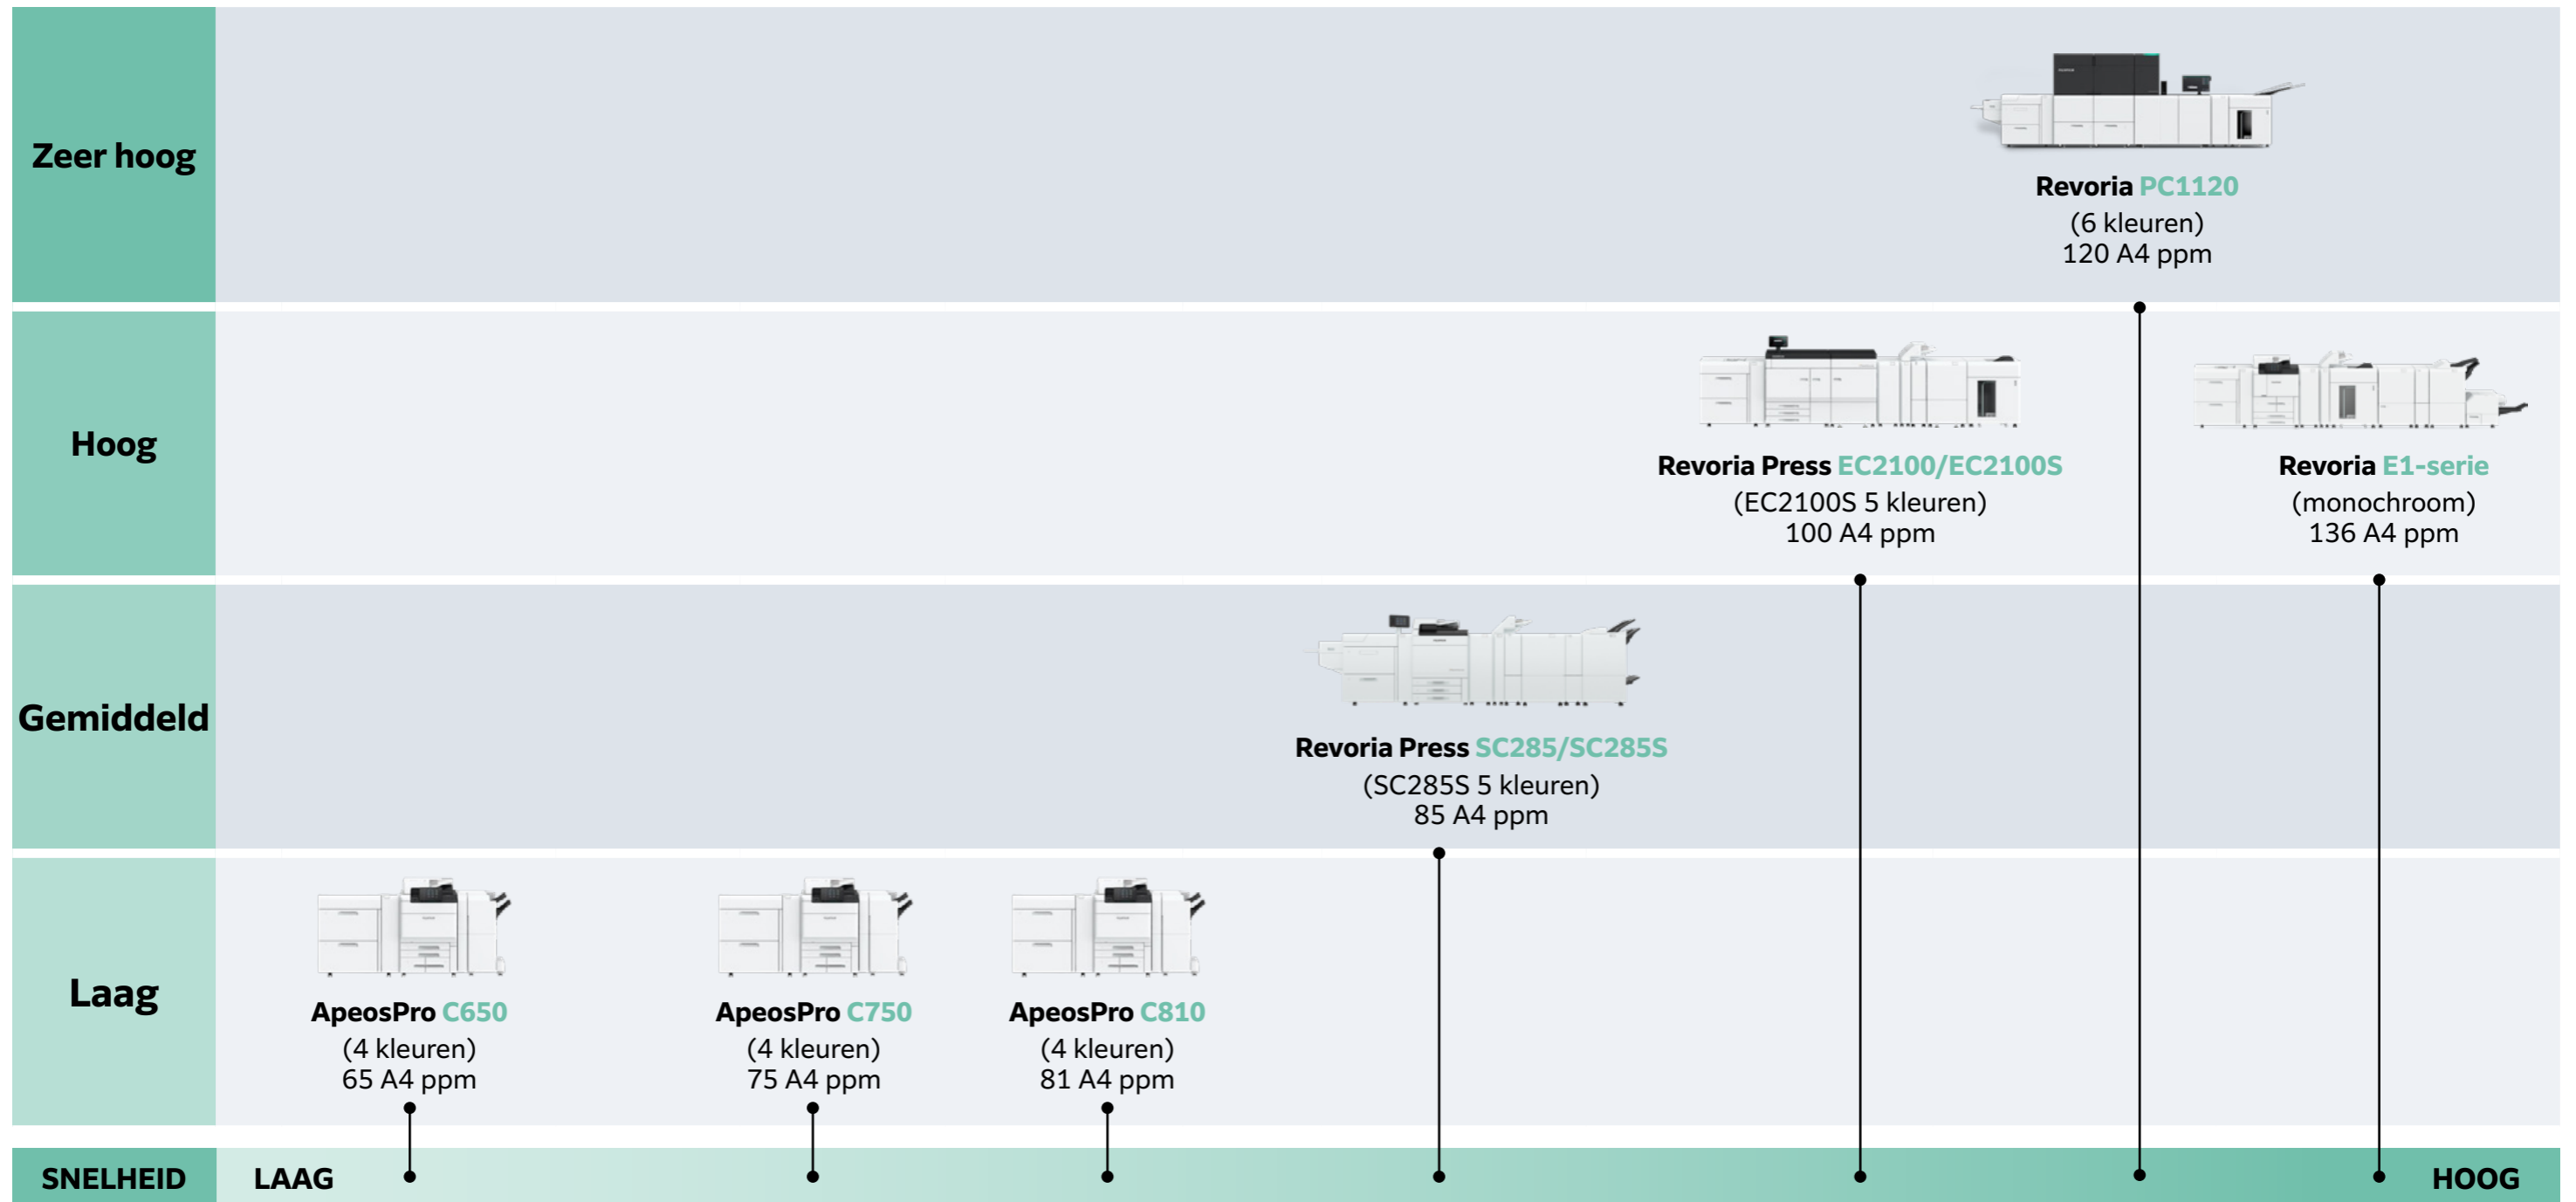 Zeer hoog
Revoria PC1120
(6 kleuren)
120 A4 ppm
Hoog
Revoria Press EC2100/EC2100S
(EC2100S 5 kleuren)
100 A4 ppm
Revoria E1-serie
(monochroom)
136 A4 ppm
Gemiddeld
Revoria Press SC285/SC285S
(SC285S 5 kleuren)
85 A4 ppm
Laag
ApeosPro C650
(4 kleuren)
65 A4 ppm
ApeosPro C750
(4 kleuren)
75 A4 ppm
ApeosPro C810
(4 kleuren)
81 A4 ppm
SNELHEID
LAAG
HOOG